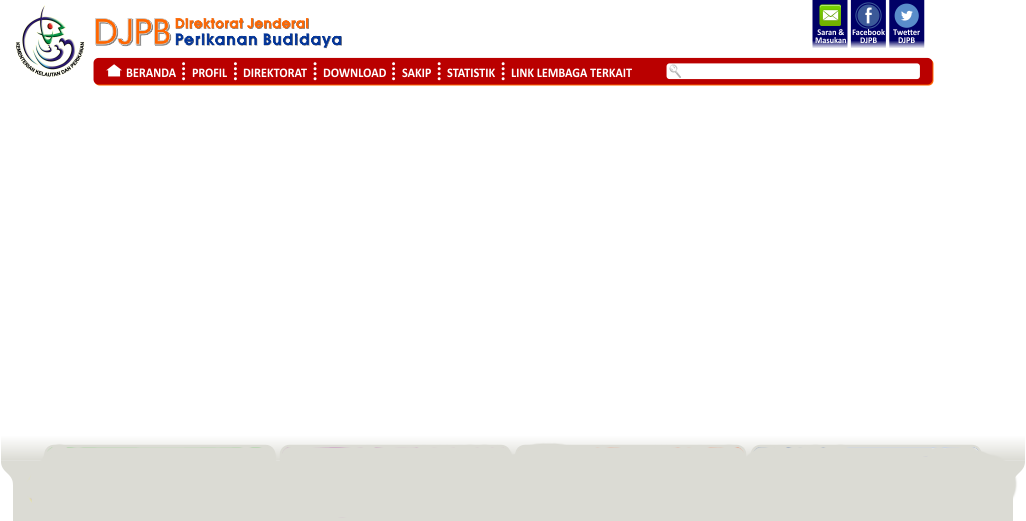 KEMENTERIAN KELAUTAN DAN PERIKANAN
DJPB
Direktorat Jenderal
Perikanan Budidaya
Saran &
Masukan
Facebook
DJPB
Twetter
DJPB
BERANDA PROFIL DIREKTORAT DOWNLOAD SAKIP STATISTIK LINK LEMBAGA TERKAIT